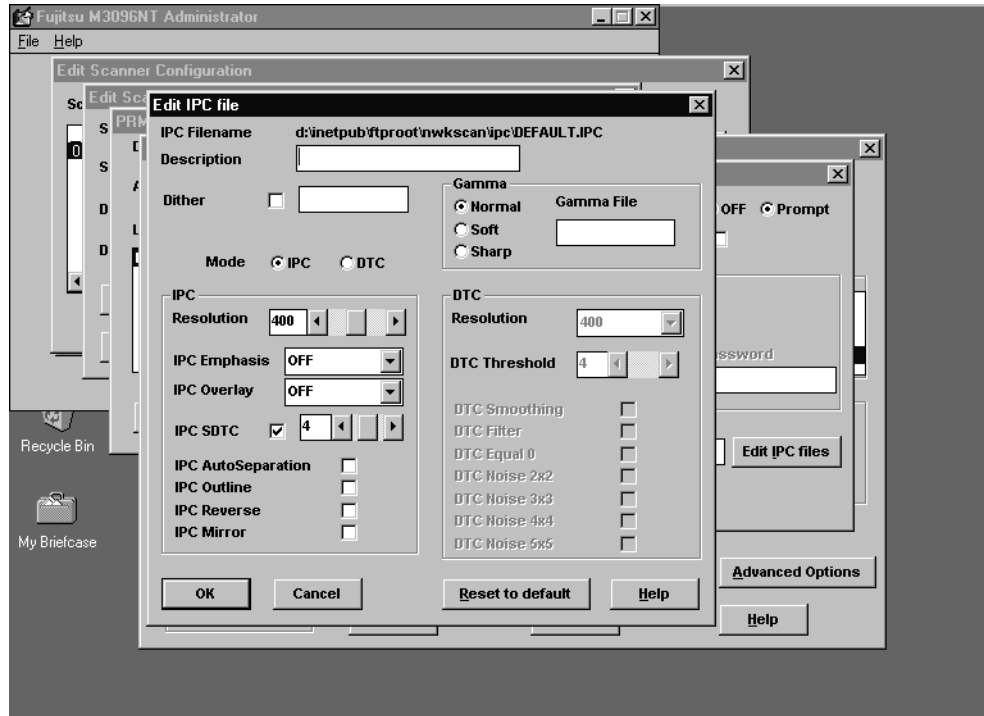 Fujitsu M3096NT Administrator
File Help
Edit Scanner Configuration
Edit IPC file
IPC Filename d:\inetpub\ftproot\nwkscan\ipc\DEFAULT.IPC
Description
Dither
Gamma
Normal
Soft
Sharp
Gamma File
Mode IPC DTC
IPC
Resolution 400
IPC Emphasis OFF
IPC Overlay OFF
IPC SDTC 4
IPC AutoSeparation
IPC Outline
IPC Reverse
IPC Mirror
DTC
Resolution 400
DTC Threshold 4
DTC Smoothing
DTC Filter
DTC Equal 0
DTC Noise 2x2
DTC Noise 3x3
DTC Noise 4x4
DTC Noise 5x5
OK Cancel Reset to default Help
OFF Prompt
Edit IPC files
Advanced Options
Help
Recycle Bin
My Briefcase